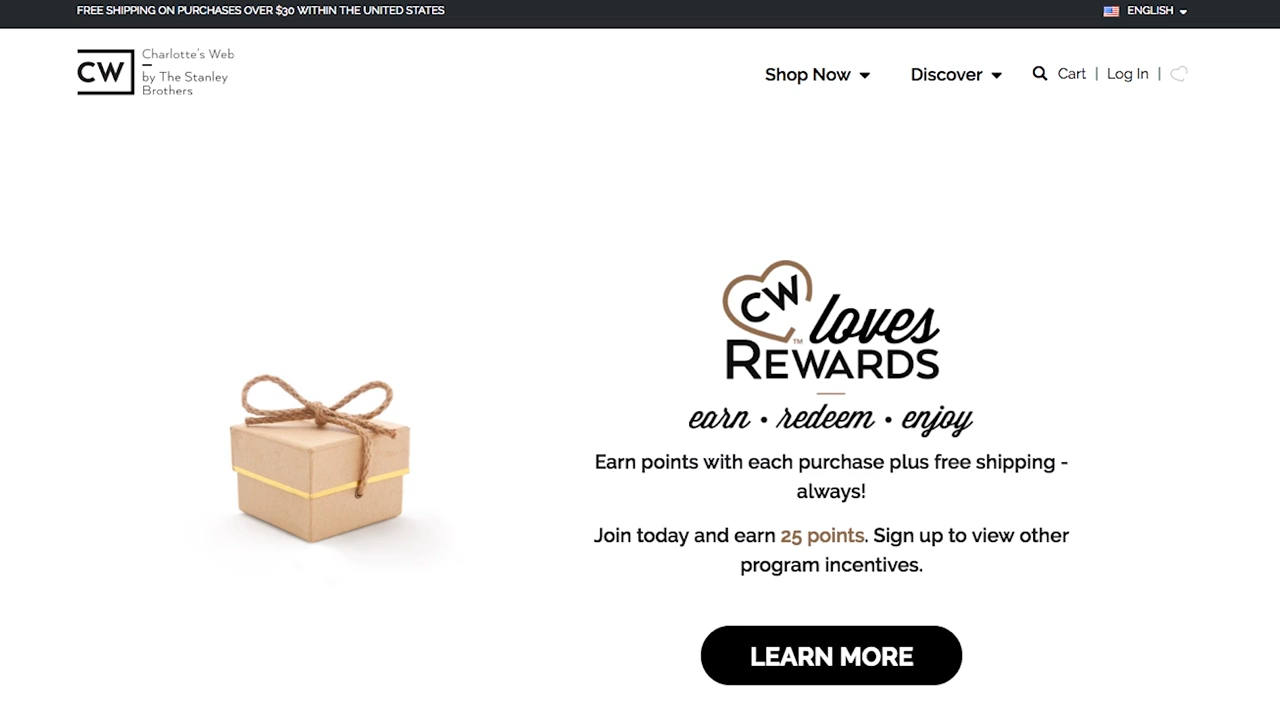 FREE SHIPPING ON PURCHASES OVER $30 WITHIN THE UNITED STATES
ENGLISH
CW
Charlotte's Web
by The Stanley
Brothers
Shop Now
Discover
Cart | Log In |
CW loves
REWARDS
TM
earn • redeem • enjoy
Earn points with each purchase plus free shipping -
always!
Join today and earn 25 points. Sign up to view other
program incentives.
LEARN MORE